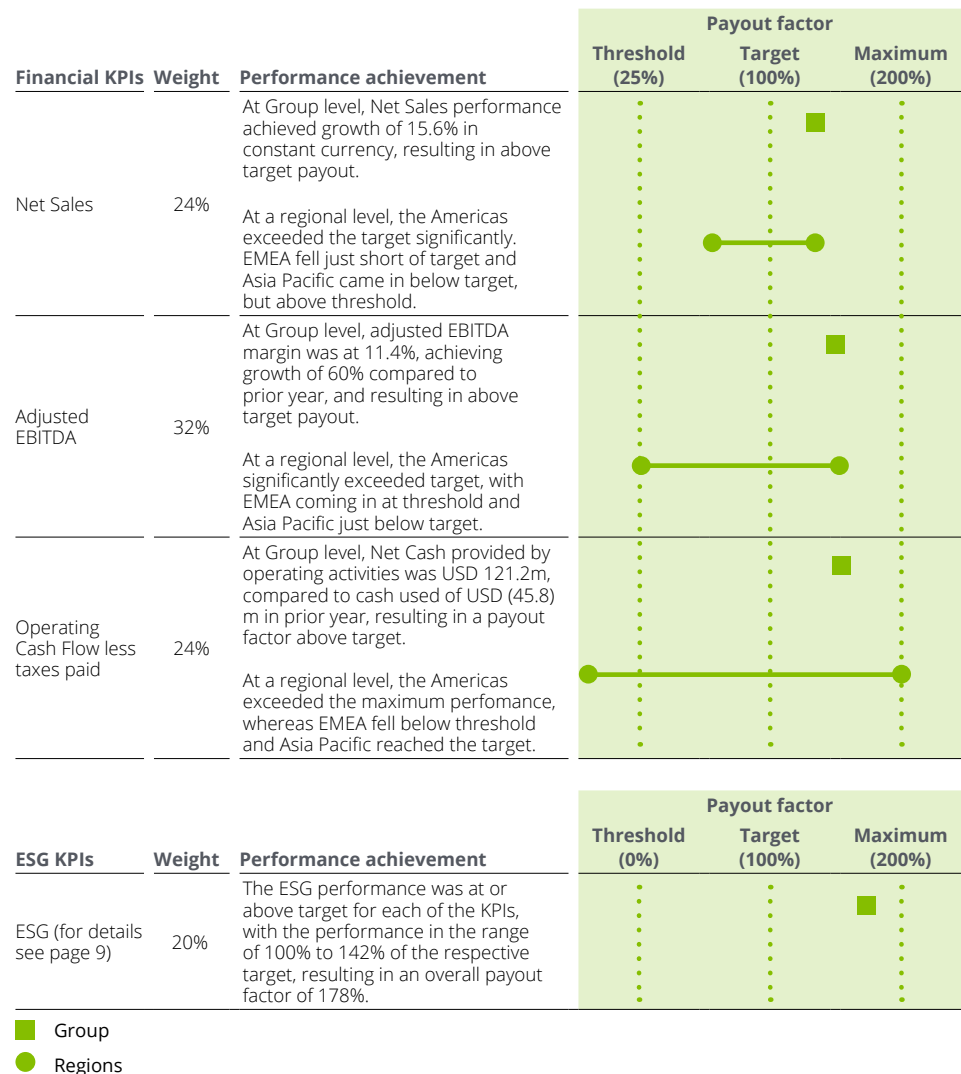 Payout factor
Financial KPIs Weight Performance achievement Threshold (25%) Target (100%) Maximum (200%)
Net Sales
24%
At Group level, Net Sales performance
achieved growth of 15.6% in
constant currency, resulting in above
target payout.
At a regional level, the Americas
exceeded the target significantly.
EMEA fell just short of target and
Asia Pacific came in below target,
but above threshold.
Adjusted
EBITDA
32%
At Group level, adjusted EBITDA
margin was at 11.4%, achieving
growth of 60% compared to
prior year, and resulting in above
target payout.
At a regional level, the Americas
significantly exceeded target, with
EMEA coming in at threshold and
Asia Pacific just below target.
Operating
Cash Flow less
taxes paid
24%
At Group level, Net Cash provided by
operating activities was USD 121.2m,
compared to cash used of USD (45.8)
m in prior year, resulting in a payout
factor above target.
At a regional level, the Americas
exceeded the maximum perfomance,
whereas EMEA fell below threshold
and Asia Pacific reached the target.
Payout factor
ESG KPIs Weight Performance achievement Threshold (0%) Target (100%) Maximum (200%)
ESG (for details
see page 9)
20%
The ESG performance was at or
above target for each of the KPIs,
with the performance in the range
of 100% to 142% of the respective
target, resulting in an overall payout
factor of 178%.
Group
Regions